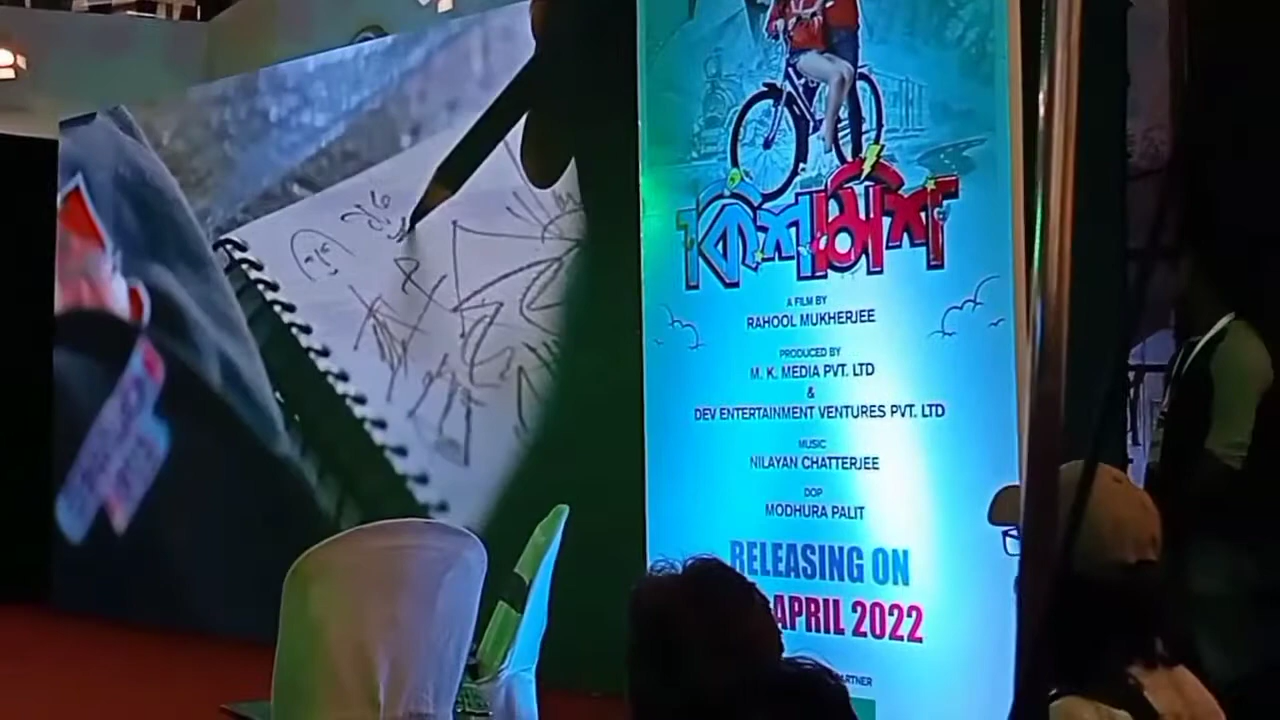 কিশমিশ
A FILM BY
RAHOOL MUKHERJEE
PRODUCED BY
M. K. MEDIA PVT. LTD
&
DEV ENTERTAINMENT VENTURES PVT. LTD
MUSIC
NILAYAN CHATTERJEE
DOP
MODHURA PALIT
RELEASING ON
APRIL 2022